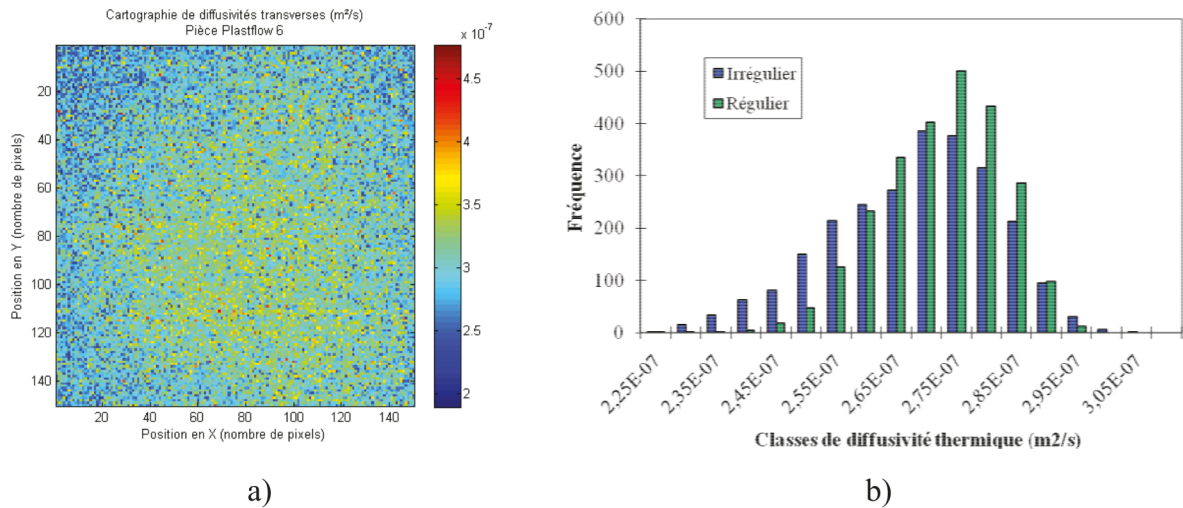 Cartographie de diffusivités transverses (m²/s)
Pièce Plastflow 6
x 10⁻⁷
4.5
4
3.5
3
2.5
2
20
40
60
80
100
120
140
Position en Y (nombre de pixels)
20 40 60 80 100 120 140
Position en X (nombre de pixels)
a)
600
500
400
300
200
100
0
Fréquence
Irrégulier
Régulier
2,25E-07 2,35E-07 2,45E-07 2,55E-07 2,65E-07 2,75E-07 2,85E-07 2,95E-07 3,05E-07
Classes de diffusivité thermique (m2/s)
b)